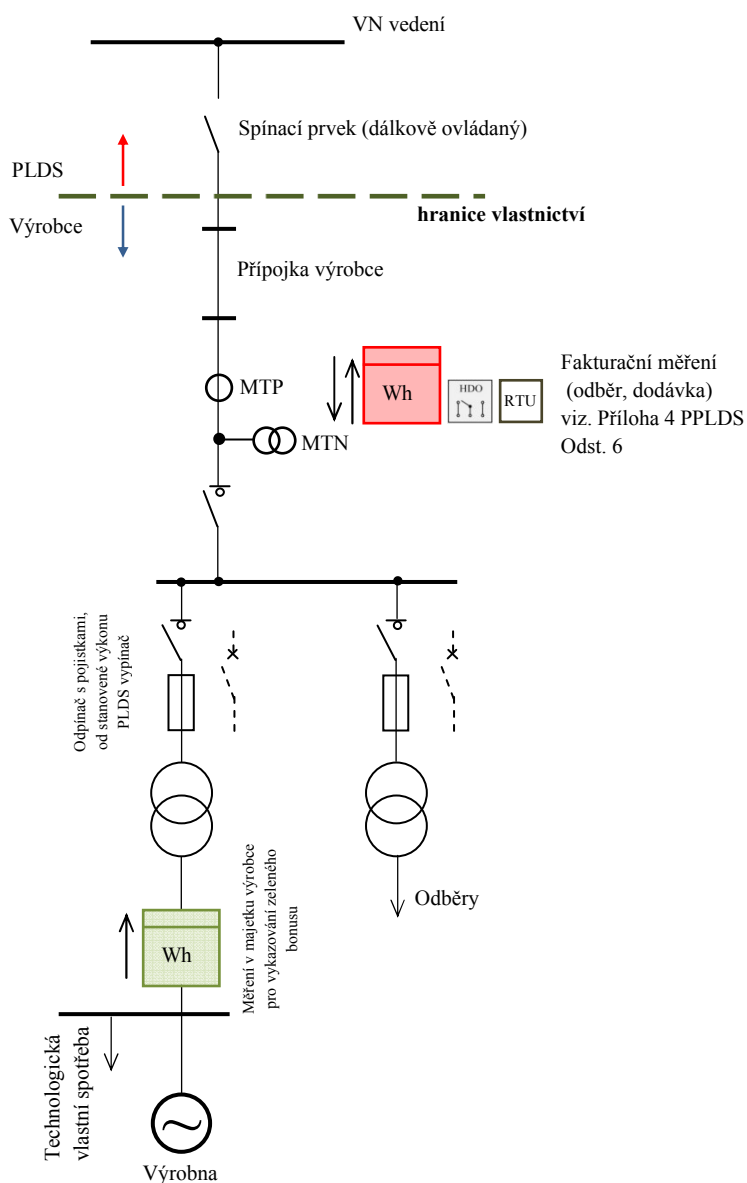 VN vedení
Spínací prvek (dálkově ovládaný)
PLDS
hranice vlastnictví
Výrobce
Přípojka výrobce
MTP
Wh
HDO
RTU
Fakturační měření
(odběr, dodávka)
viz. Příloha 4 PPLDS
Odst. 6
MTN
Odpínač s pojistkami,
od stanovené výkonu
PLDS vypínač
Odběry
Wh
Měření v majetku výrobce
pro vykazování zeleného
bonusu
Technologická
vlastní spotřeba
Výrobna